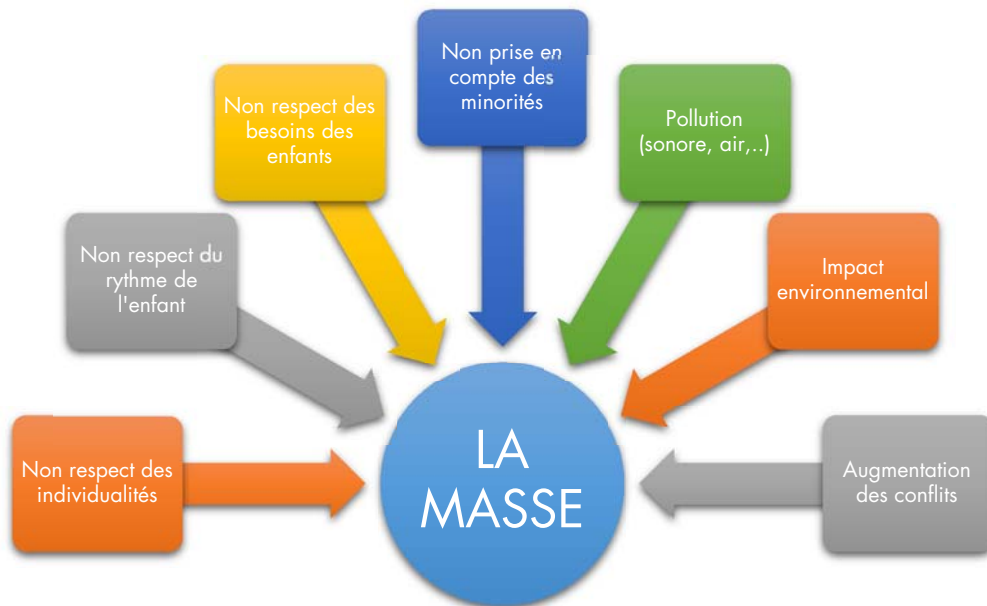 Non prise en
compte des
minorités
Non respect des
besoins des
enfants
Pollution
(sonore, air,..)
Non respect du
rythme de
l'enfant
Impact
environnemental
Non respect des
individualités
LA
MASSE
Augmentation
des conflits